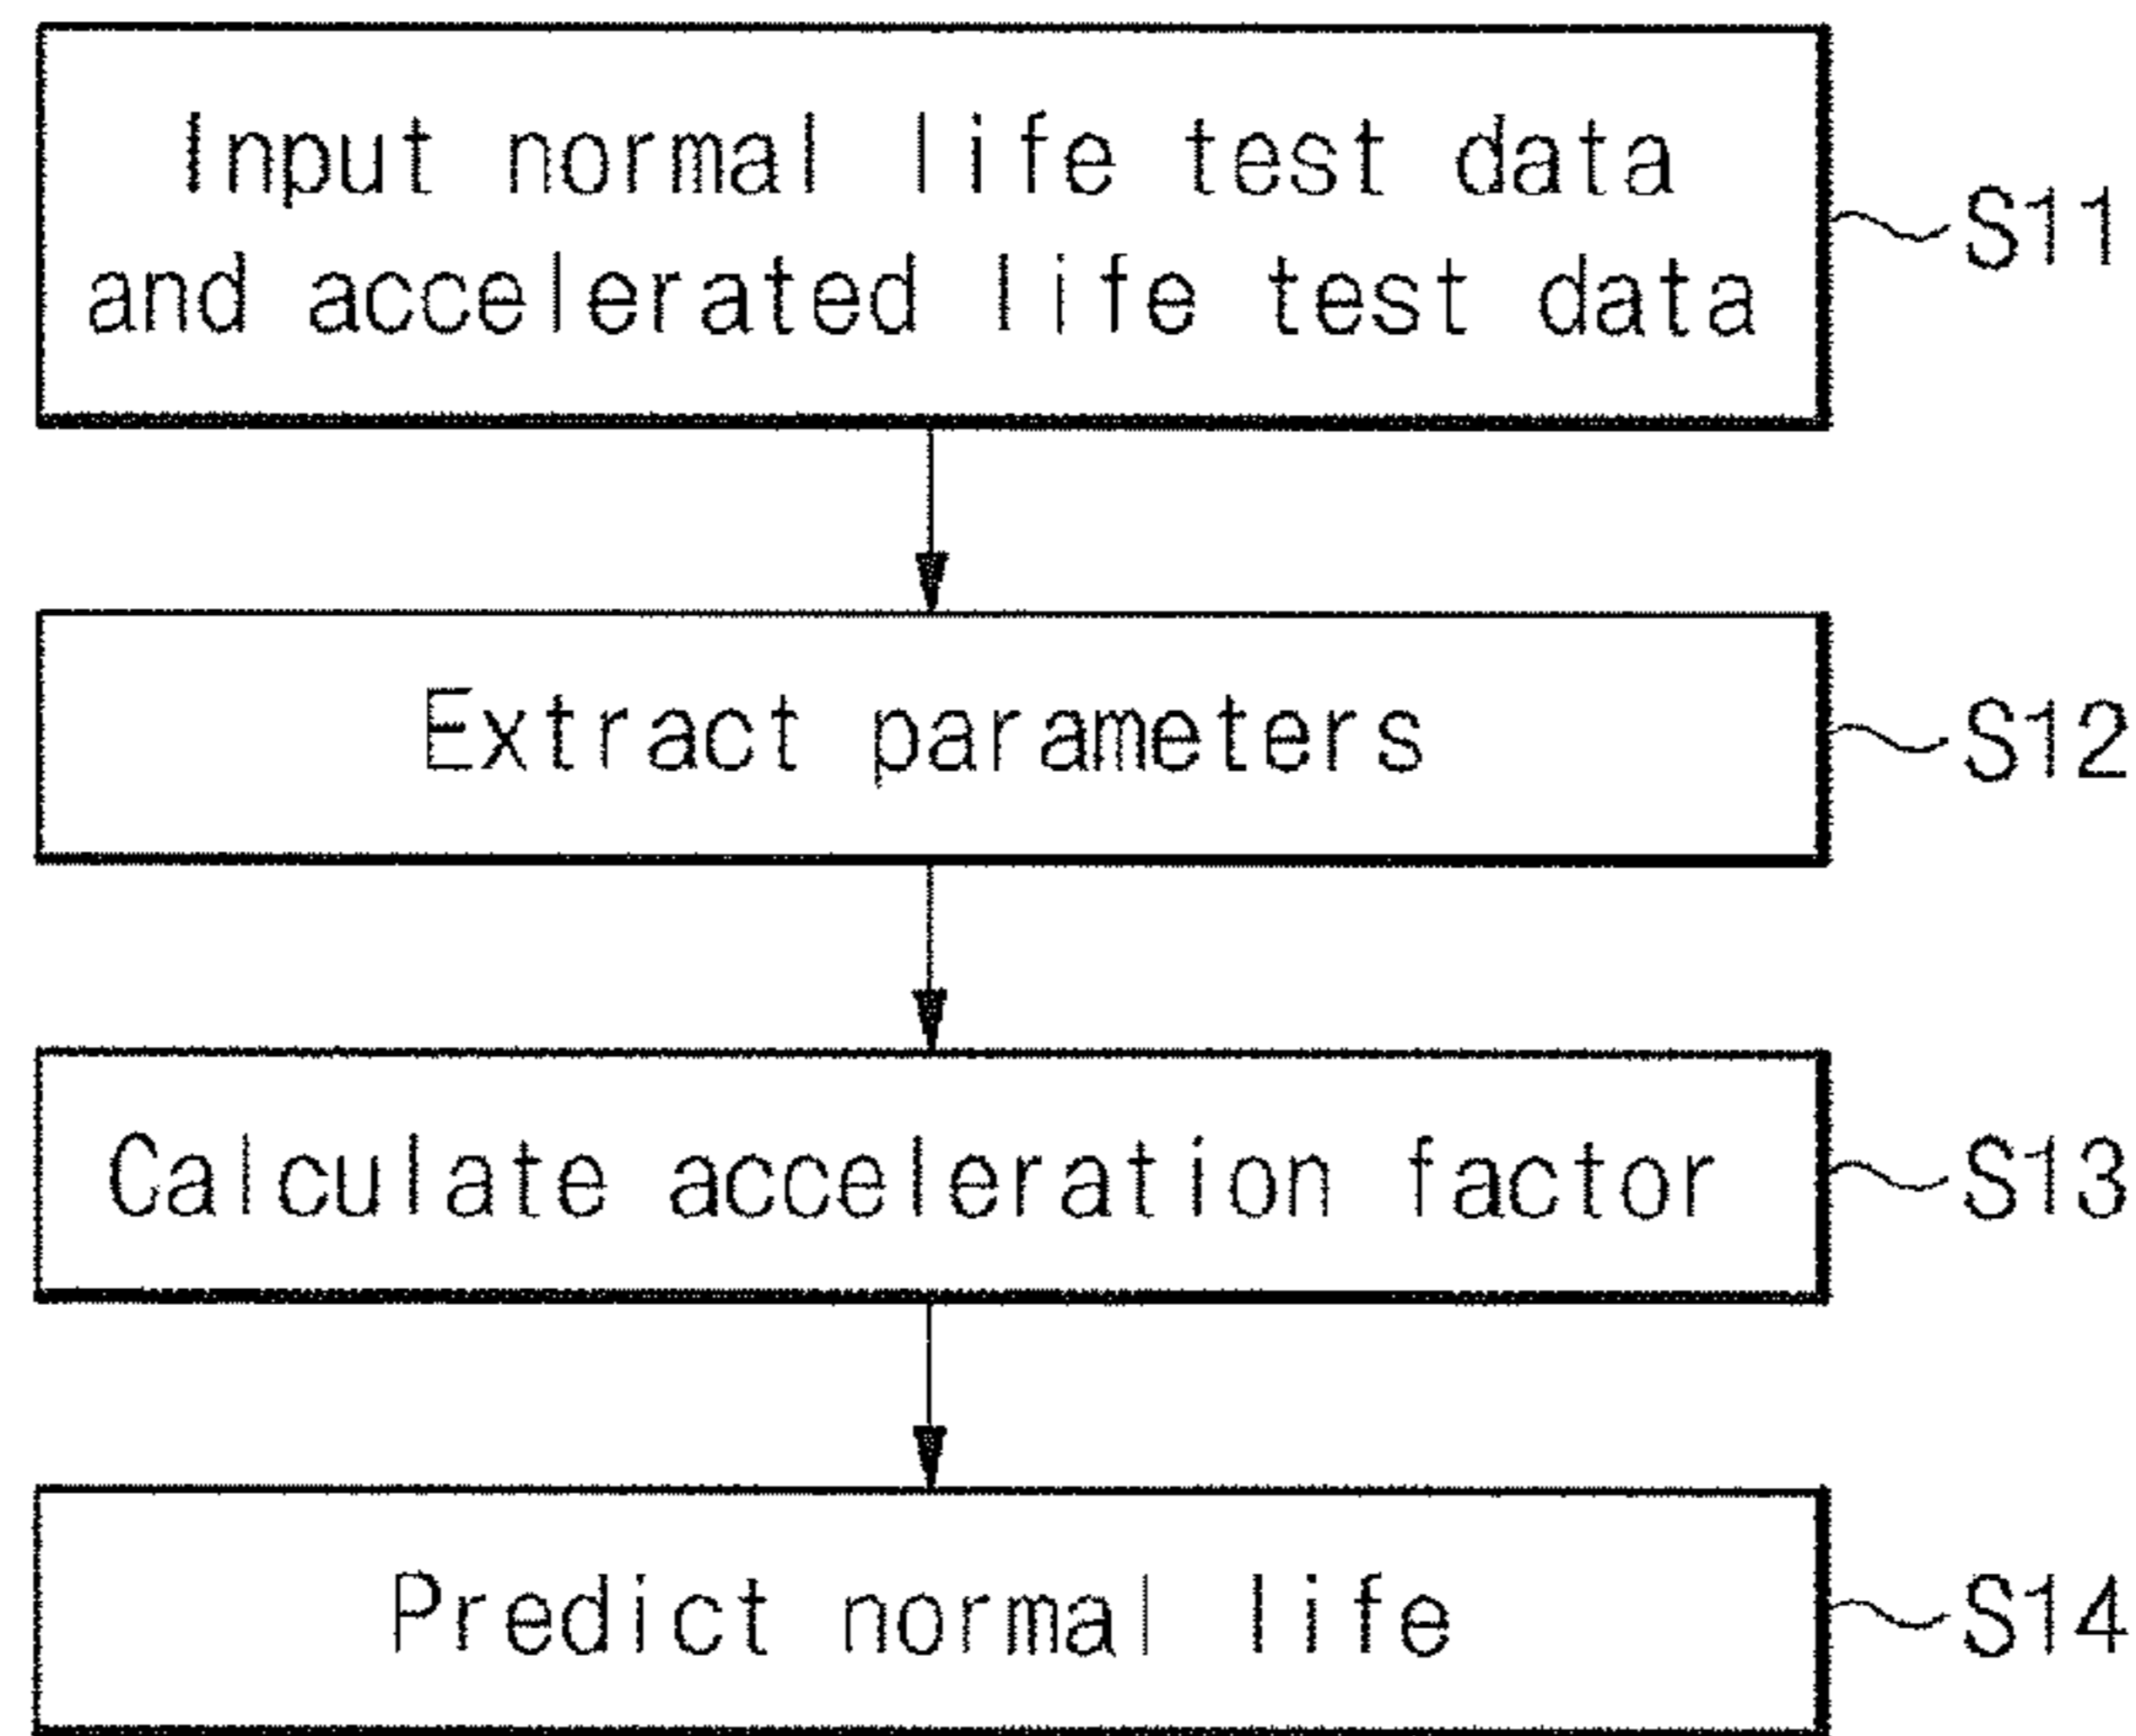 Input normal life test data
and accelerated life test data
S11
Extract parameters
S12
Calculate acceleration factor
S13
Predict normal life
S14